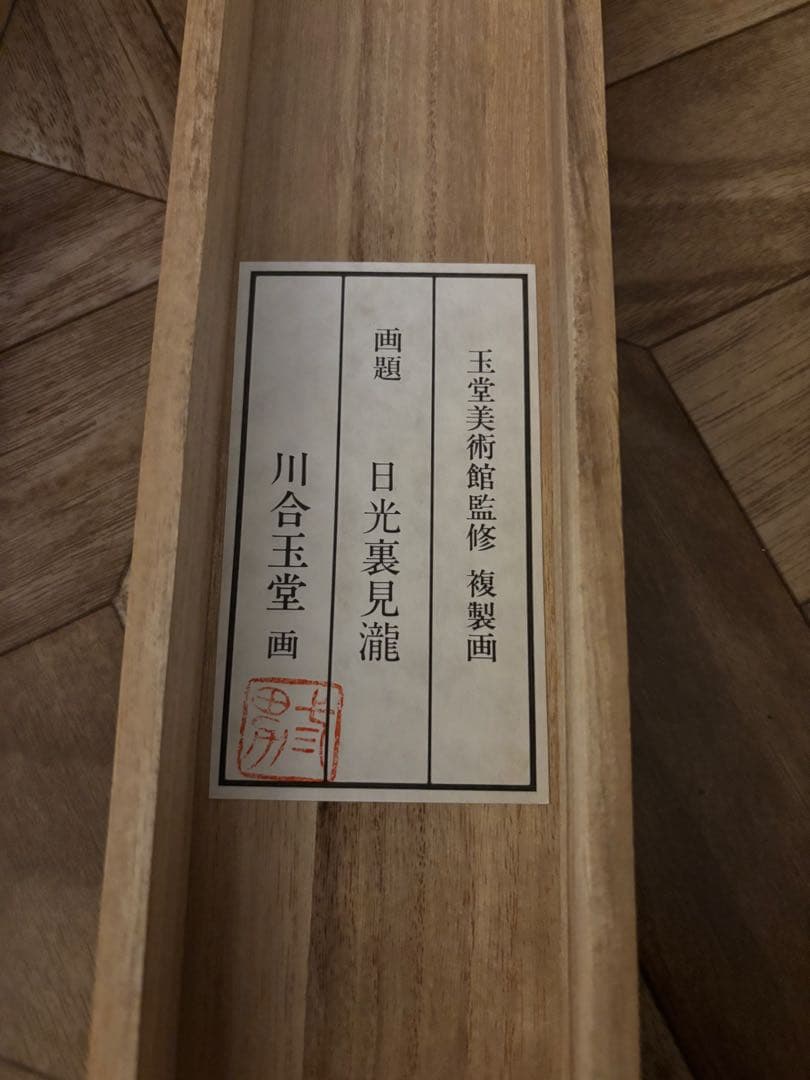 玉堂美術館監修 複製画
画題 日光裏見瀧
川合玉堂 画